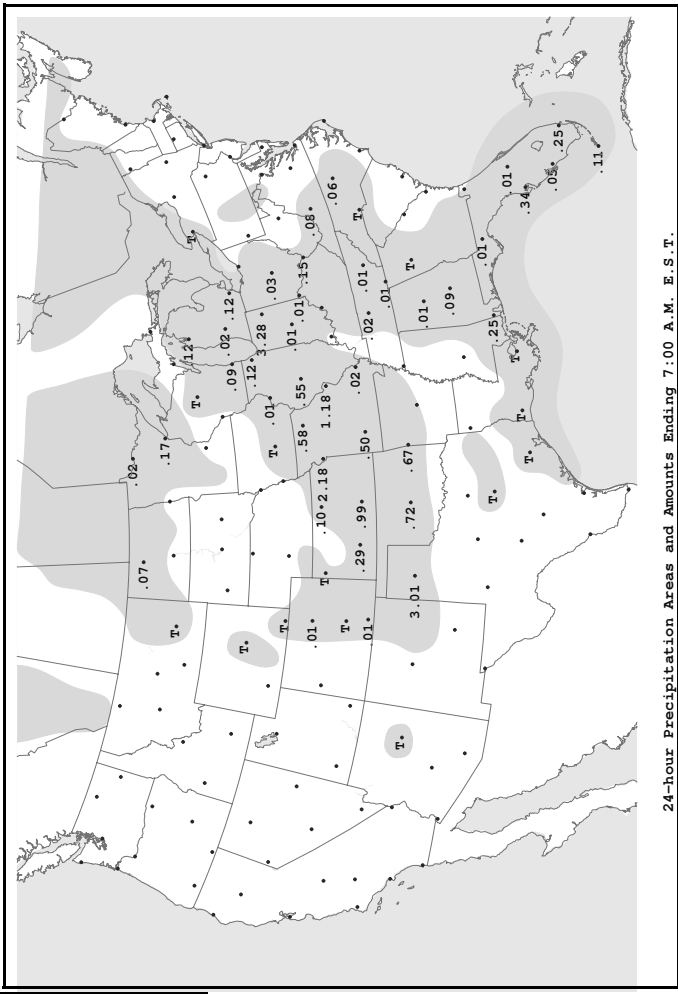 .02
.07
.17
T
.12
T
T
.02
.12
.09
T
.12
3.28
.03
.01
T
T
.01
.01
.15
.55
.58
.08
.01
.10
2.18
1.18
T
.06
T
.02
T
.29
.99
.50
.01
.01
.02
.01
T
.67
.72
T
3.01
.01
.09
.01
T
.25
.01
T
T
.34
T
.05
.25
.11
24-hour Precipitation Areas and Amounts Ending 7:00 A.M. E.S.T.